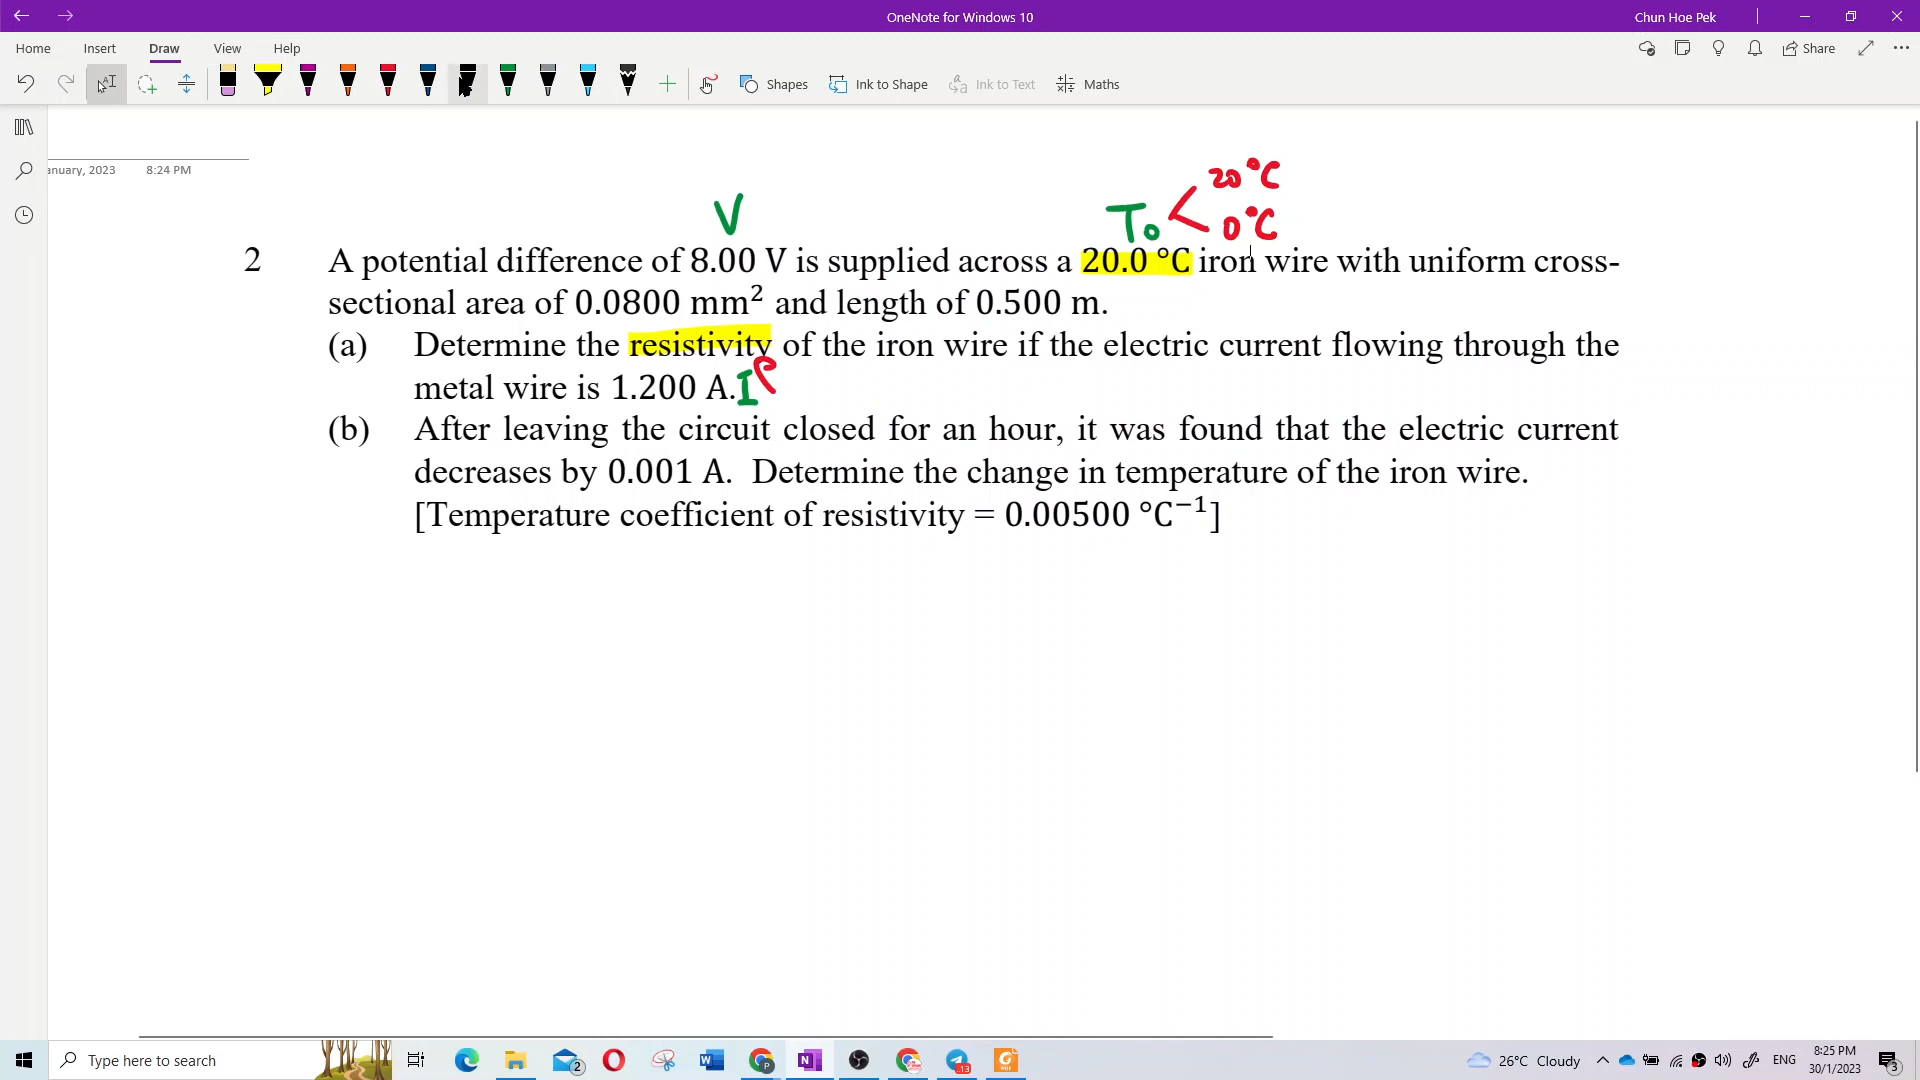 OneNote for Windows 10
Chun Hoe Pek
Home Insert Draw View Help
Share
Shapes Ink to Shape Ink to Text Maths
anuary, 2023 8:24 PM
20°C
V T₀ < 0°C
2 A potential difference of 8.00 V is supplied across a 20.0 °C iron wire with uniform cross-
sectional area of 0.0800 mm² and length of 0.500 m.
(a) Determine the resistivity of the iron wire if the electric current flowing through the
metal wire is 1.200 A. I ρ
(b) After leaving the circuit closed for an hour, it was found that the electric current
decreases by 0.001 A. Determine the change in temperature of the iron wire.
[Temperature coefficient of resistivity = 0.00500 °C⁻¹]
Type here to search
2
.13
26°C Cloudy
ENG
8:25 PM
30/1/2023
3